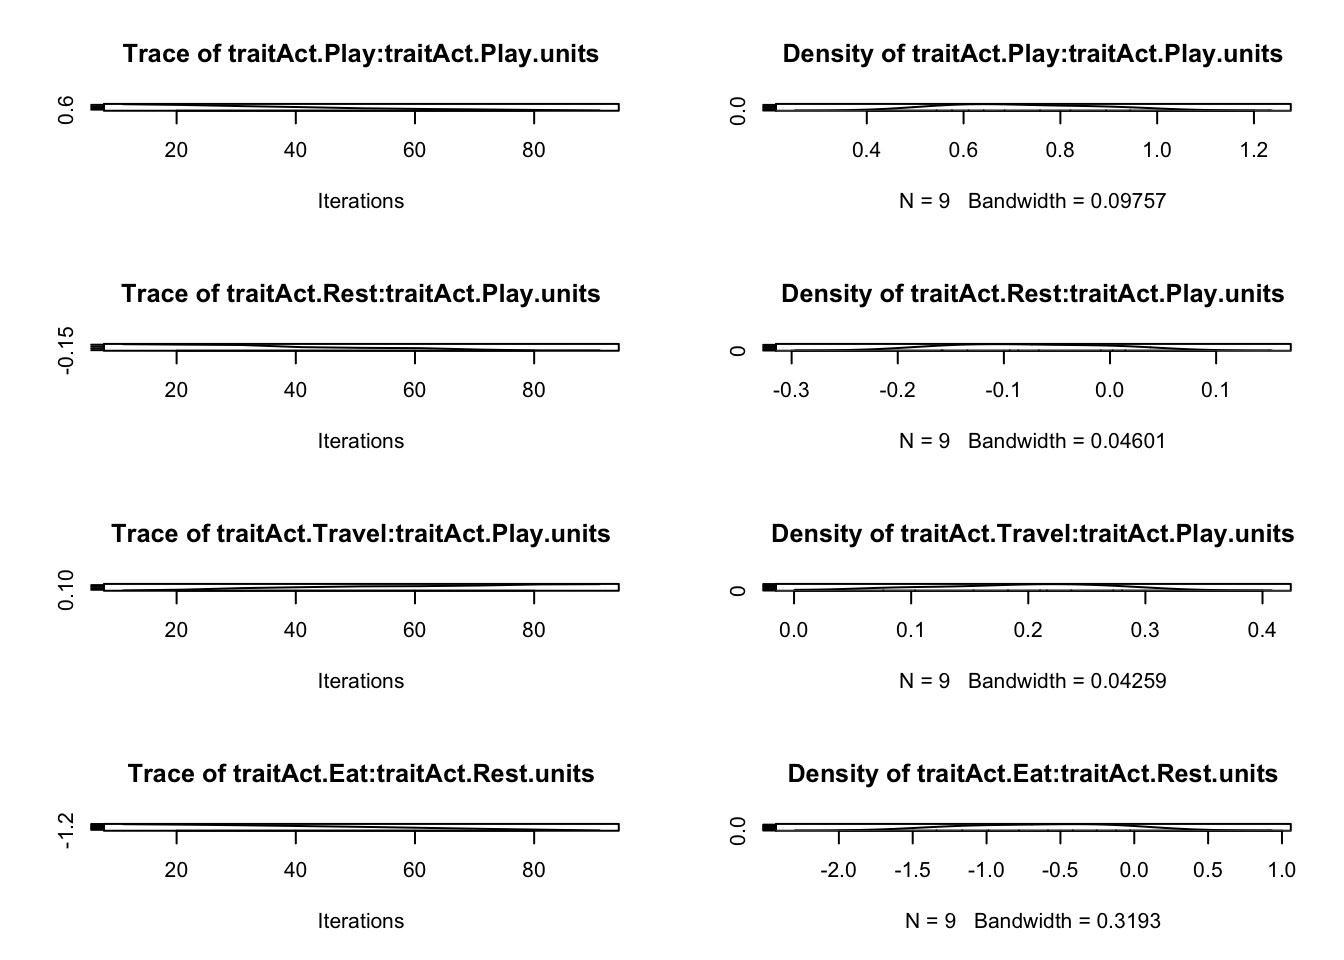 Trace of traitAct.Play:traitAct.Play.units
0.6
20 40 60 80
Iterations
Density of traitAct.Play:traitAct.Play.units
0.0
0.4 0.6 0.8 1.0 1.2
N = 9 Bandwidth = 0.09757
Trace of traitAct.Rest:traitAct.Play.units
-0.15
20 40 60 80
Iterations
Density of traitAct.Rest:traitAct.Play.units
0
-0.3 -0.2 -0.1 0.0 0.1
N = 9 Bandwidth = 0.04601
Trace of traitAct.Travel:traitAct.Play.units
0.10
20 40 60 80
Iterations
Density of traitAct.Travel:traitAct.Play.units
0
0.0 0.1 0.2 0.3 0.4
N = 9 Bandwidth = 0.04259
Trace of traitAct.Eat:traitAct.Rest.units
-1.2
20 40 60 80
Iterations
Density of traitAct.Eat:traitAct.Rest.units
0.0
-2.0 -1.5 -1.0 -0.5 0.0 0.5 1.0
N = 9 Bandwidth = 0.3193